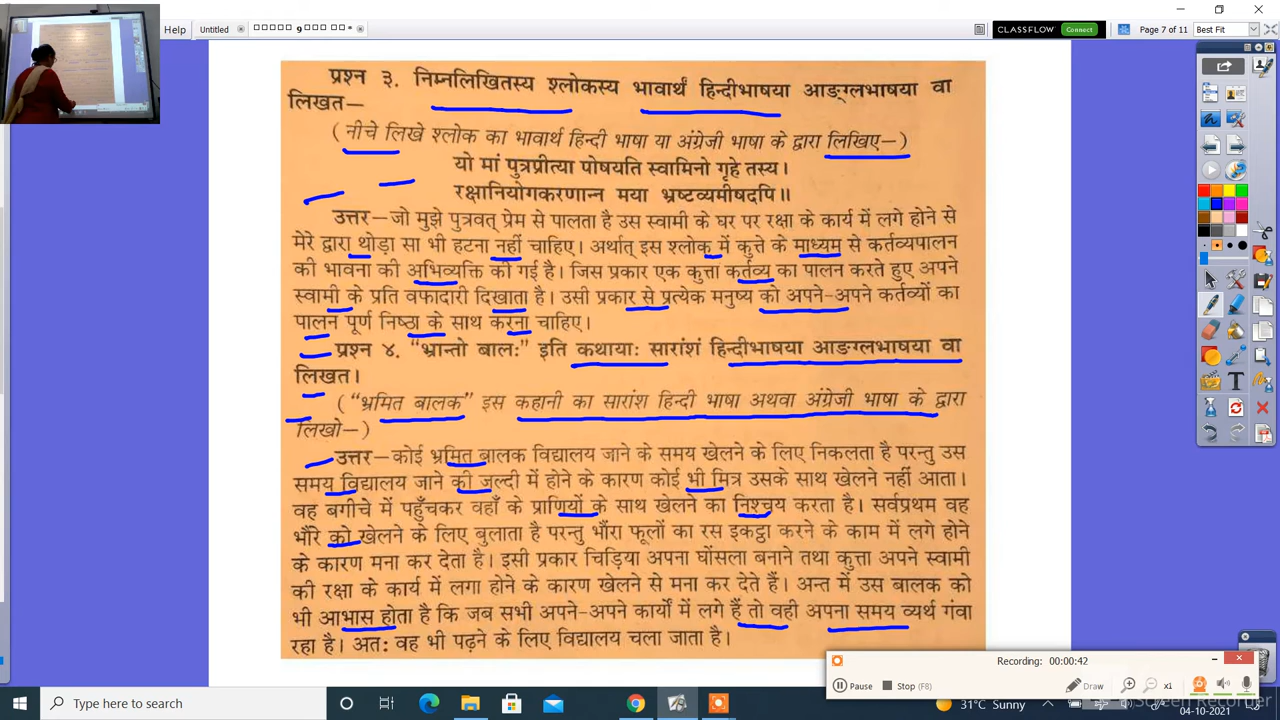 Help
Untitled
9
CLASSFLOW Connect
Page 7 of 11
Best Fit
प्रश्न ३. निम्नलिखितस्य श्लोकस्य भावार्थं हिन्दीभाषया आङ्ग्लभाषया वा
लिखत–
( नीचे लिखे श्लोक का भावार्थ हिन्दी भाषा या अंग्रेजी भाषा के द्वारा लिखिए–)
यो मां पुत्रप्रीत्या पोषयति स्वामिनो गृहे तस्य।
रक्षानियोगकरणान्न मया भ्रष्टव्यमीषदपि॥
उत्तर–जो मुझे पुत्रवत् प्रेम से पालता है उस स्वामी के घर पर रक्षा के कार्य में लगे होने से
मेरे द्वारा थोड़ा सा भी हटना नहीं चाहिए। अर्थात् इस श्लोक में कुत्ते के माध्यम से कर्तव्यपालन
की भावना की अभिव्यक्ति की गई है। जिस प्रकार एक कुत्ता कर्तव्य का पालन करते हुए अपने
स्वामी के प्रति वफादारी दिखाता है। उसी प्रकार से प्रत्येक मनुष्य को अपने-अपने कर्तव्यों का
पालन पूर्ण निष्ठा के साथ करना चाहिए।
प्रश्न ४. “भ्रान्तो बालः” इति कथायाः सारांशं हिन्दीभाषया आङग्लभाषया वा
लिखत।
( “भ्रमित बालक” इस कहानी का सारांश हिन्दी भाषा अथवा अंग्रेजी भाषा के द्वारा
लिखो–)
उत्तर–कोई भ्रमित बालक विद्यालय जाने के समय खेलने के लिए निकलता है परन्तु उस
समय विद्यालय जाने की जल्दी में होने के कारण कोई भी मित्र उसके साथ खेलने नहीं आता।
वह बगीचे में पहुँचकर वहाँ के प्राणियों के साथ खेलने का निश्चय करता है। सर्वप्रथम वह
भौंरे को खेलने के लिए बुलाता है परन्तु भौंरा फूलों का रस इकट्ठा करने के काम में लगे होने
के कारण मना कर देता है। इसी प्रकार चिड़िया अपना घोंसला बनाने तथा कुत्ता अपने स्वामी
की रक्षा के कार्य में लगा होने के कारण खेलने से मना कर देते हैं। अन्त में उस बालक को
भी आभास होता है कि जब सभी अपने-अपने कार्यों में लगे हैं तो वही अपना समय व्यर्थ गंवा
रहा है। अतः वह भी पढ़ने के लिए विद्यालय चला जाता है।
Recording: 00:00:42
Pause Stop (F8) Draw x1
Type here to search
31°C Sunny
04-10-2021